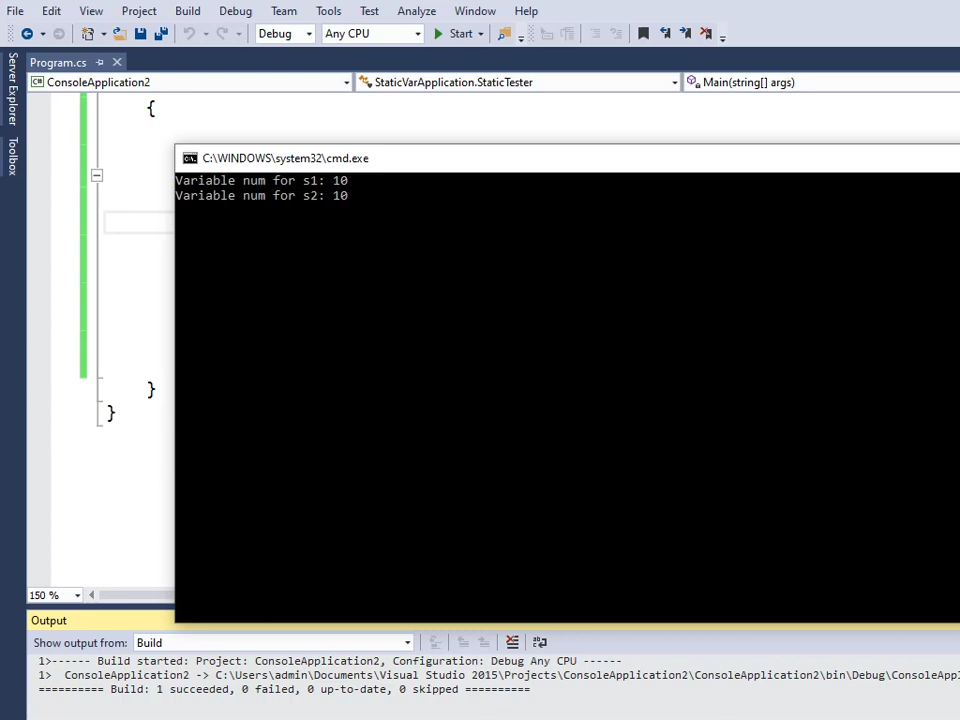 File Edit View Project Build Debug Team Tools Test Analyze Window Help
Debug Any CPU Start
Program.cs
Server Explorer
Toolbox
C# ConsoleApplication2 StaticVarApplication.StaticTester Main(string[] args)
{
C:\WINDOWS\system32\cmd.exe
Variable num for s1: 10
Variable num for s2: 10
}
}
150 %
Output
Show output from: Build
1>------ Build started: Project: ConsoleApplication2, Configuration: Debug Any CPU ------
1>  ConsoleApplication2 -> C:\Users\admin\Documents\Visual Studio 2015\Projects\ConsoleApplication2\ConsoleApplication2\bin\Debug\ConsoleAppl
========== Build: 1 succeeded, 0 failed, 0 up-to-date, 0 skipped ==========